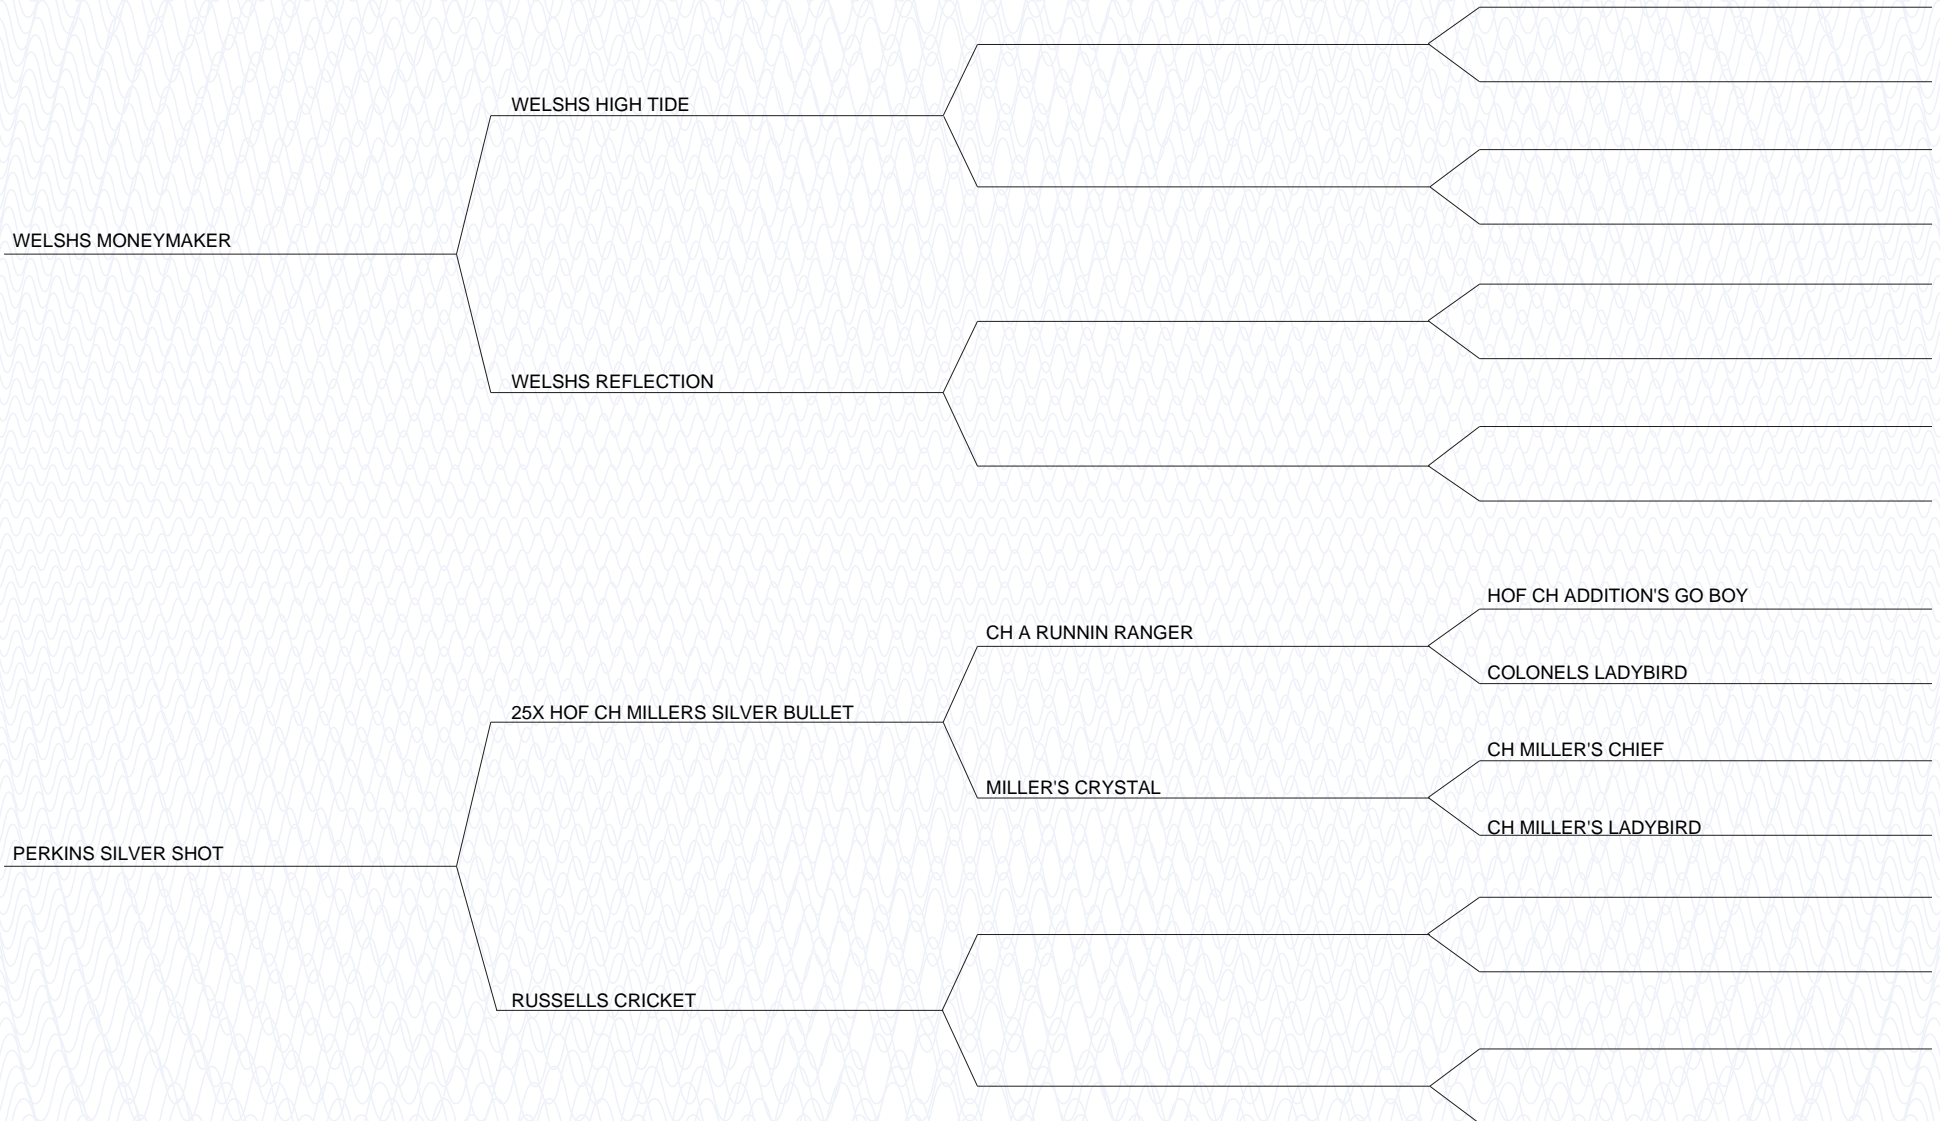 WELSHS HIGH TIDE
WELSHS MONEYMAKER
WELSHS REFLECTION
HOF CH ADDITION'S GO BOY
CH A RUNNIN RANGER
COLONELS LADYBIRD
25X HOF CH MILLERS SILVER BULLET
CH MILLER'S CHIEF
MILLER'S CRYSTAL
CH MILLER'S LADYBIRD
PERKINS SILVER SHOT
RUSSELLS CRICKET